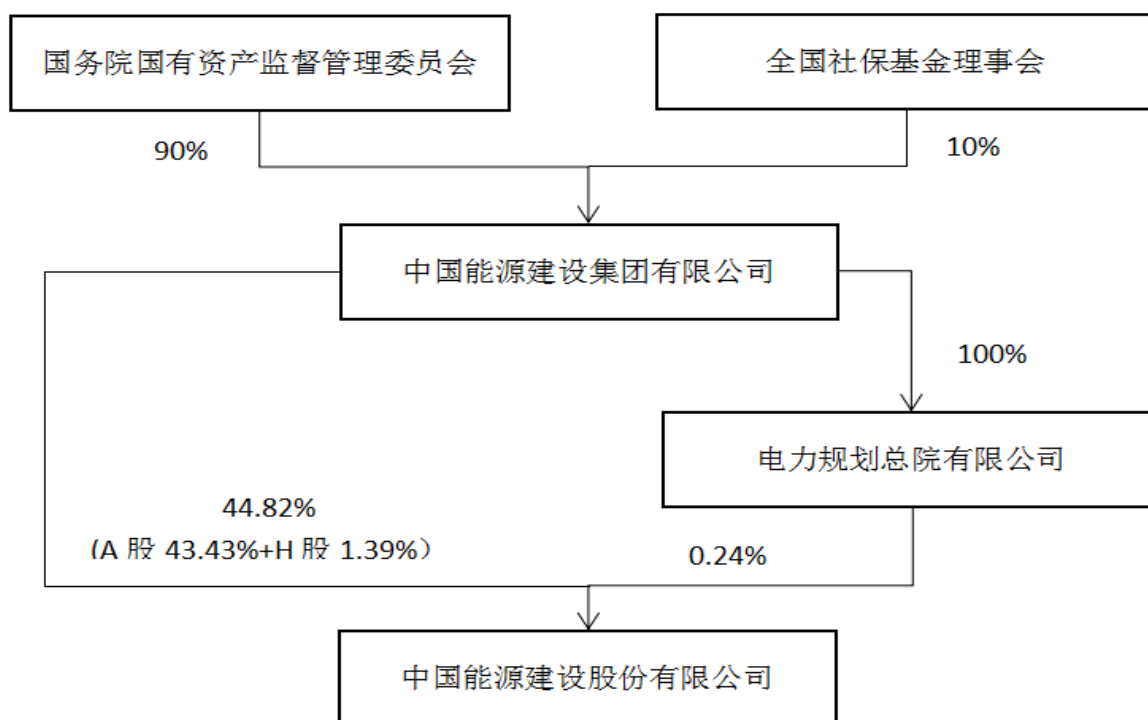 国务院国有资产监督管理委员会
全国社保基金理事会
90%
10%
中国能源建设集团有限公司
100%
电力规划总院有限公司
44.82%
(A 股 43.43%+H 股 1.39%）
0.24%
中国能源建设股份有限公司